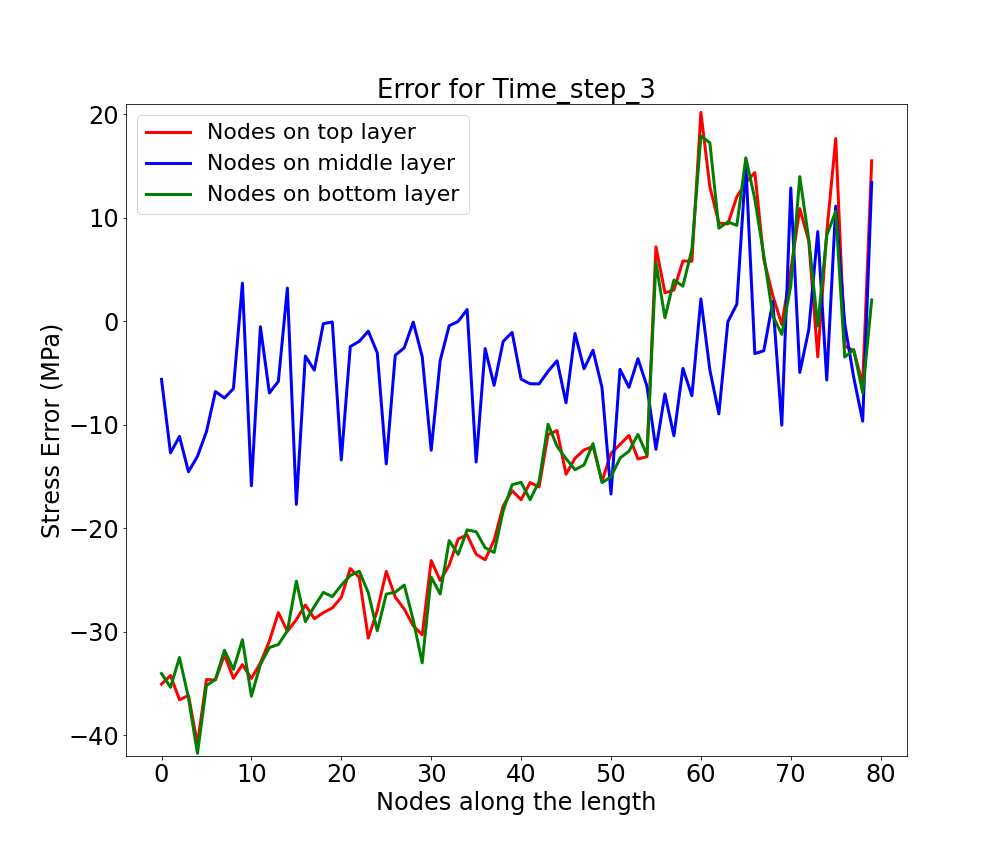 Error for Time_step_3
Nodes on top layer
Nodes on middle layer
Nodes on bottom layer
Stress Error (MPa)
20
10
0
−10
−20
−30
−40
0 10 20 30 40 50 60 70 80
Nodes along the length